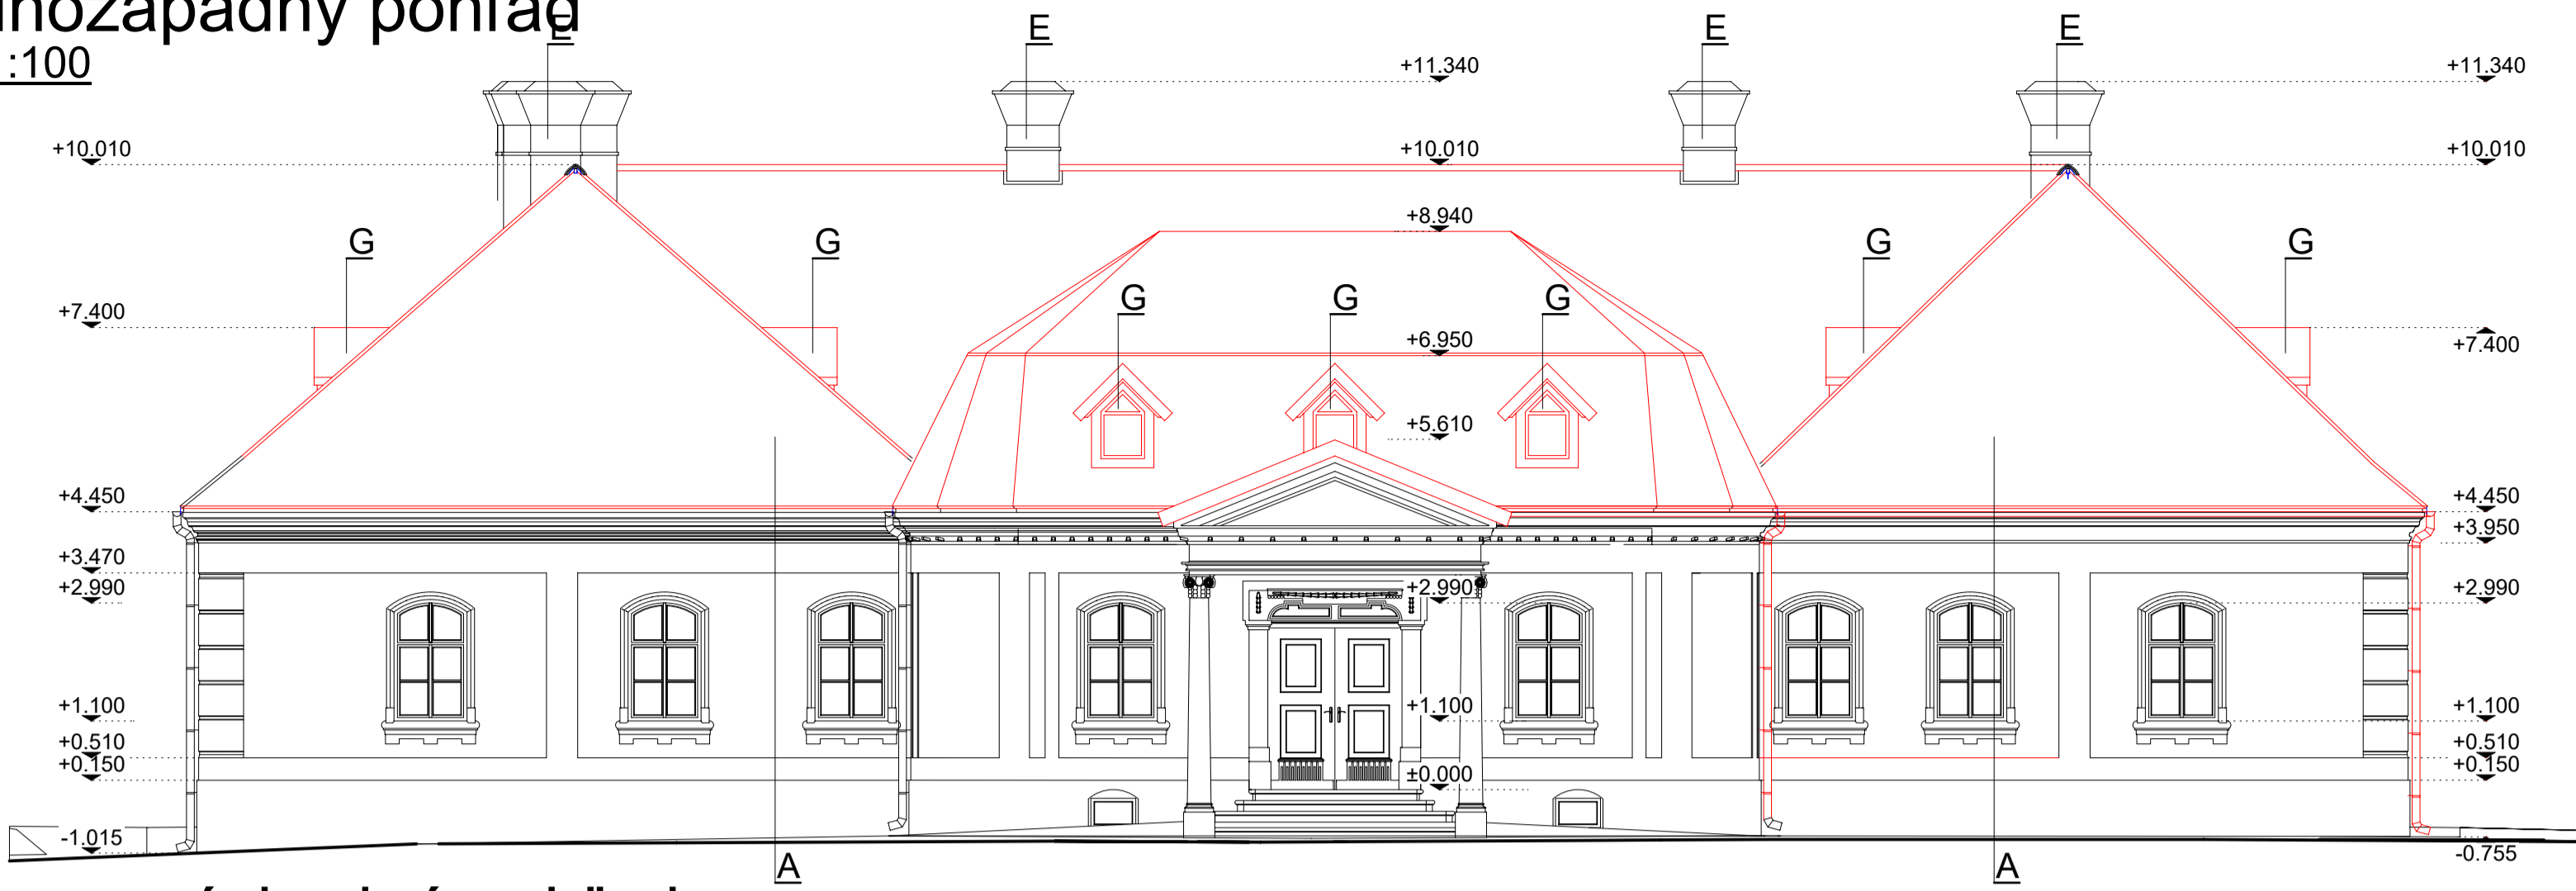 pohľad
:100
E E E E
+11.340 +11.340
+10.010 +10.010 +10.010
+8.940
G G G G
G G G
+7.400 +7.400
+6.950
+5.610
+4.450 +4.450
+3.950
+3.470
+2.990 +2.990 +2.990
+1.100 +1.100 +1.100
+0.510 +0.510
+0.150 ±0.000 +0.150
-1.015 -0.755
A A